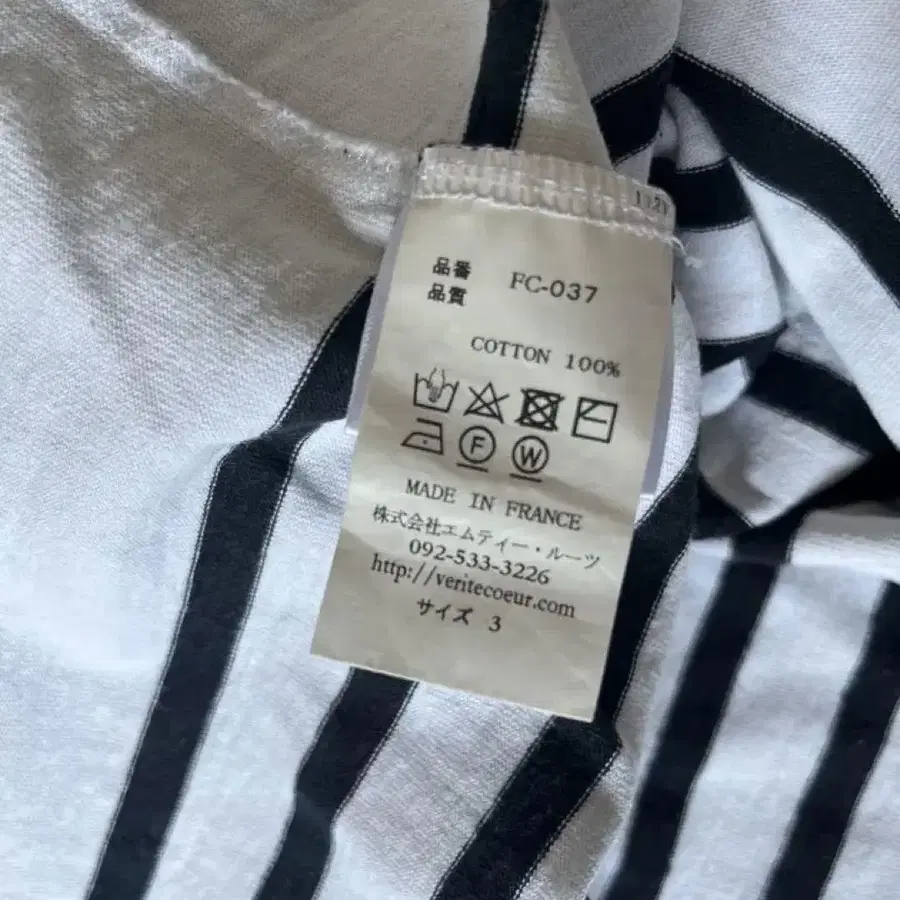 品番 FC-037
品質
COTTON 100%
F W
MADE IN FRANCE
株式会社エムティー・ルーツ
092-533-3226
http://veritecoeur.com
サイズ 3